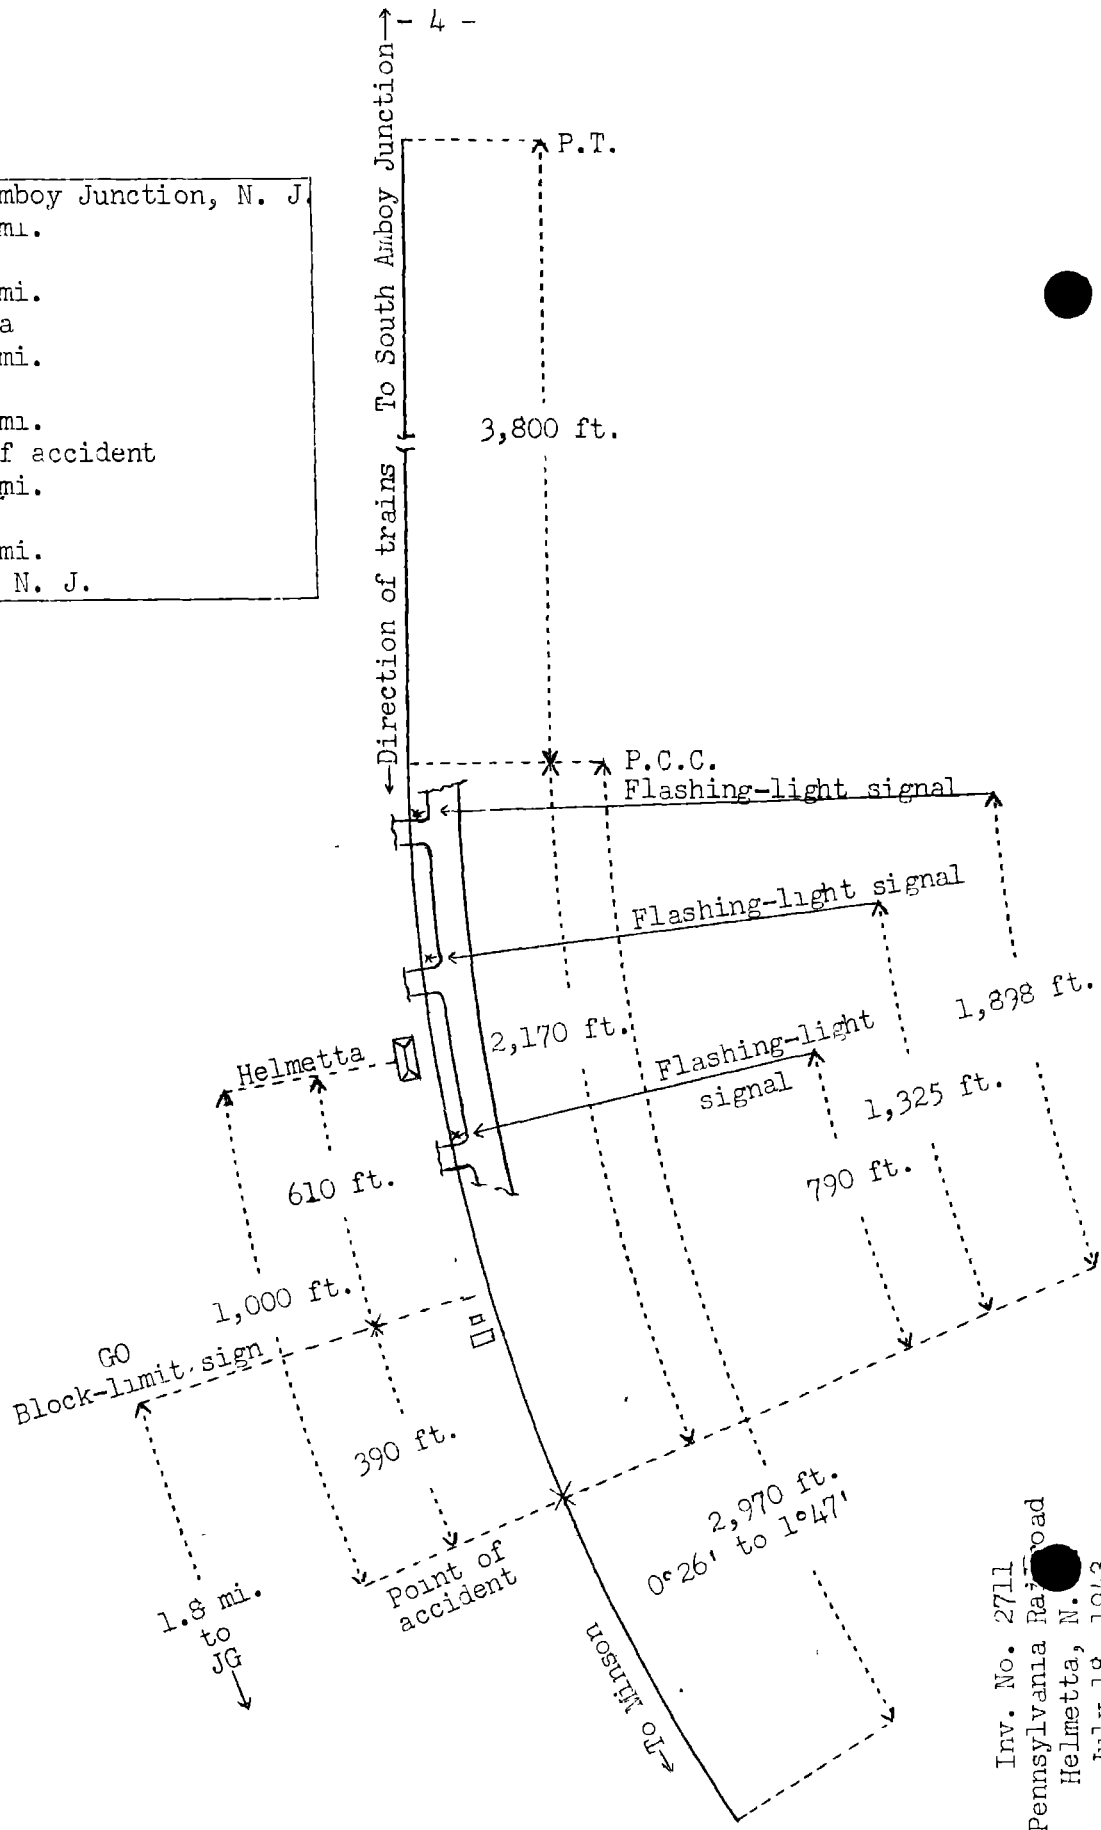 - 4 -
To South Amboy Junction
P.T.
mboy Junction, N. J.
mi.
mi.
a
mi.
mi.
f accident
mi.
mi.
N. J.
3,800 ft.
Direction of trains
P.C.C.
Flashing-light signal
Flashing-light signal
1,898 ft.
2,170 ft.
Flashing-light
signal
Helmetta
1,325 ft.
790 ft.
610 ft.
1,000 ft.
GO
Block-limit sign
390 ft.
2,970 ft.
0°26' to 1°47'
Point of
accident
1.8 mi.
to
JG
To Minson
Inv. No. 2711
Pennsylvania Railroad
Helmetta, N.
July 18, 1943